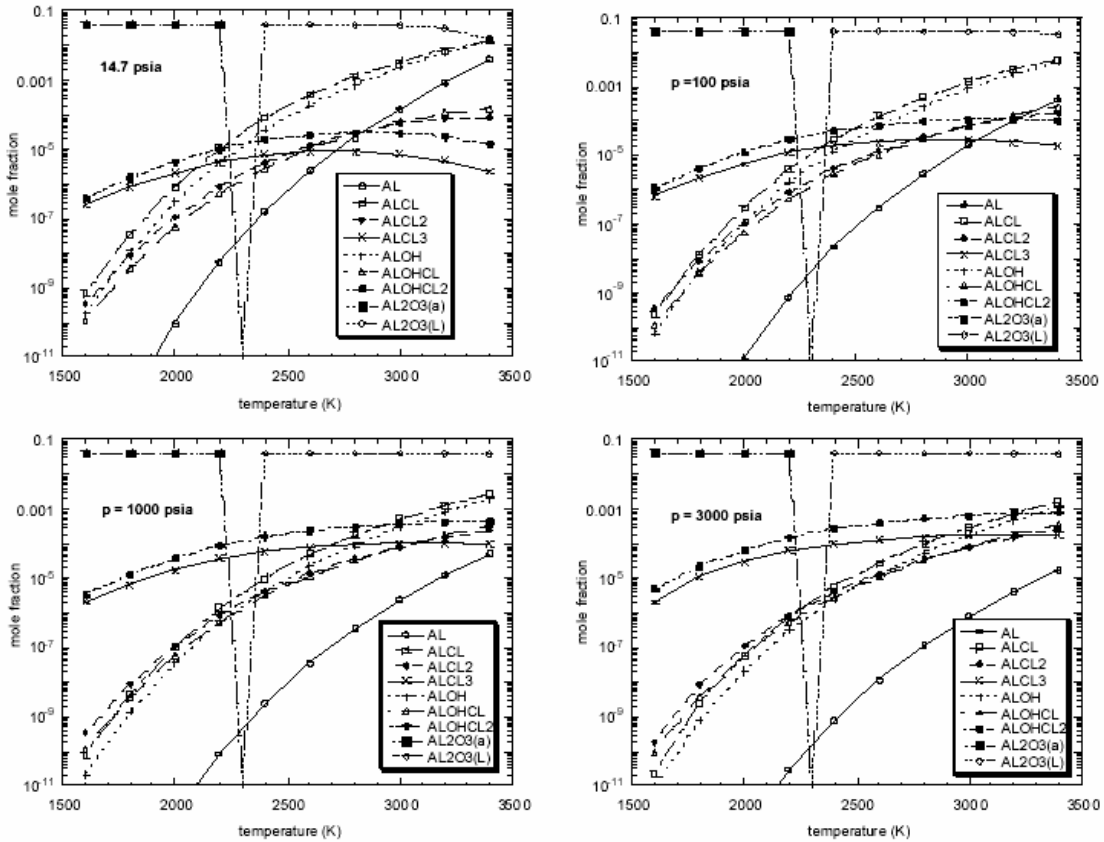 0.1
0.001
10-5
10-7
10-9
10-11
mole fraction
14.7 psia
AL
ALCL
ALCL2
ALCL3
ALOH
ALOHCL
ALOHCL2
AL2O3(a)
AL2O3(L)
1500 2000 2500 3000 3500
temperature (K)
0.1
0.001
10-5
10-7
10-9
10-11
mole fraction
p =100 psia
AL
ALCL
ALCL2
ALCL3
ALOH
ALOHCL
ALOHCL2
AL2O3(a)
AL2O3(L)
1500 2000 2500 3000 3500
temperature (K)
0.1
0.001
10-5
10-7
10-9
10-11
mole fraction
p = 1000 psia
AL
ALCL
ALCL2
ALCL3
ALOH
ALOHCL
ALOHCL2
AL2O3(a)
AL2O3(L)
1500 2000 2500 3000 3500
temperature (K)
0.1
0.001
10-5
10-7
10-9
10-11
mole fraction
p = 3000 psia
AL
ALCL
ALCL2
ALCL3
ALOH
ALOHCL
ALOHCL2
AL2O3(a)
AL2O3(L)
1500 2000 2500 3000 3500
temperature (K)